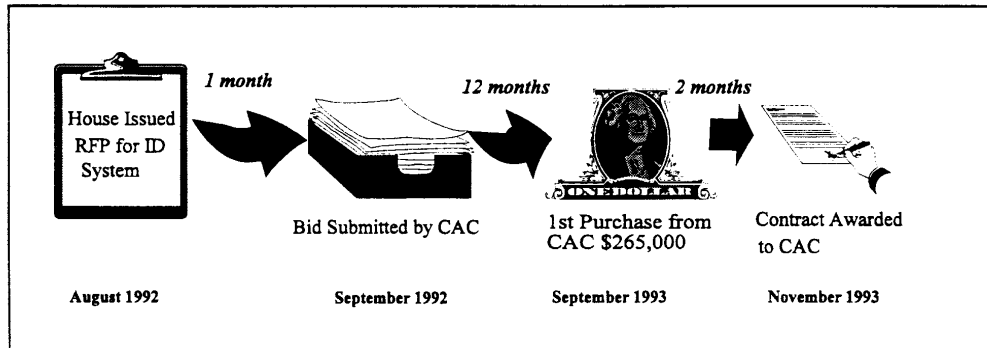 1 month
12 months
2 months
House Issued
RFP for ID
System
ONE DOLLAR
Bid Submitted by CAC
1st Purchase from
CAC $265,000
Contract Awarded
to CAC
August 1992
September 1992
September 1993
November 1993